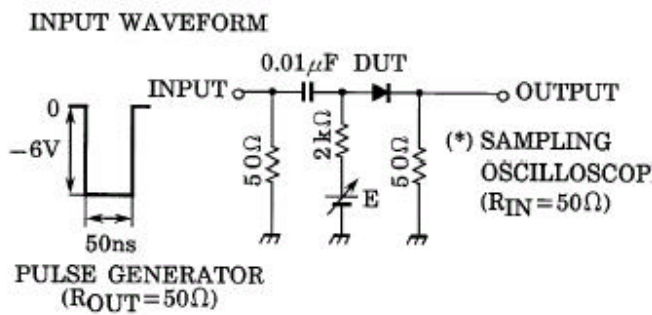 INPUT WAVEFORM
0.01μF DUT
INPUT
OUTPUT
0
−6V
50Ω
2kΩ
E
50Ω
(*) SAMPLING
OSCILLOSCOP
(RIN=50Ω)
50ns
PULSE GENERATOR
(ROUT=50Ω)